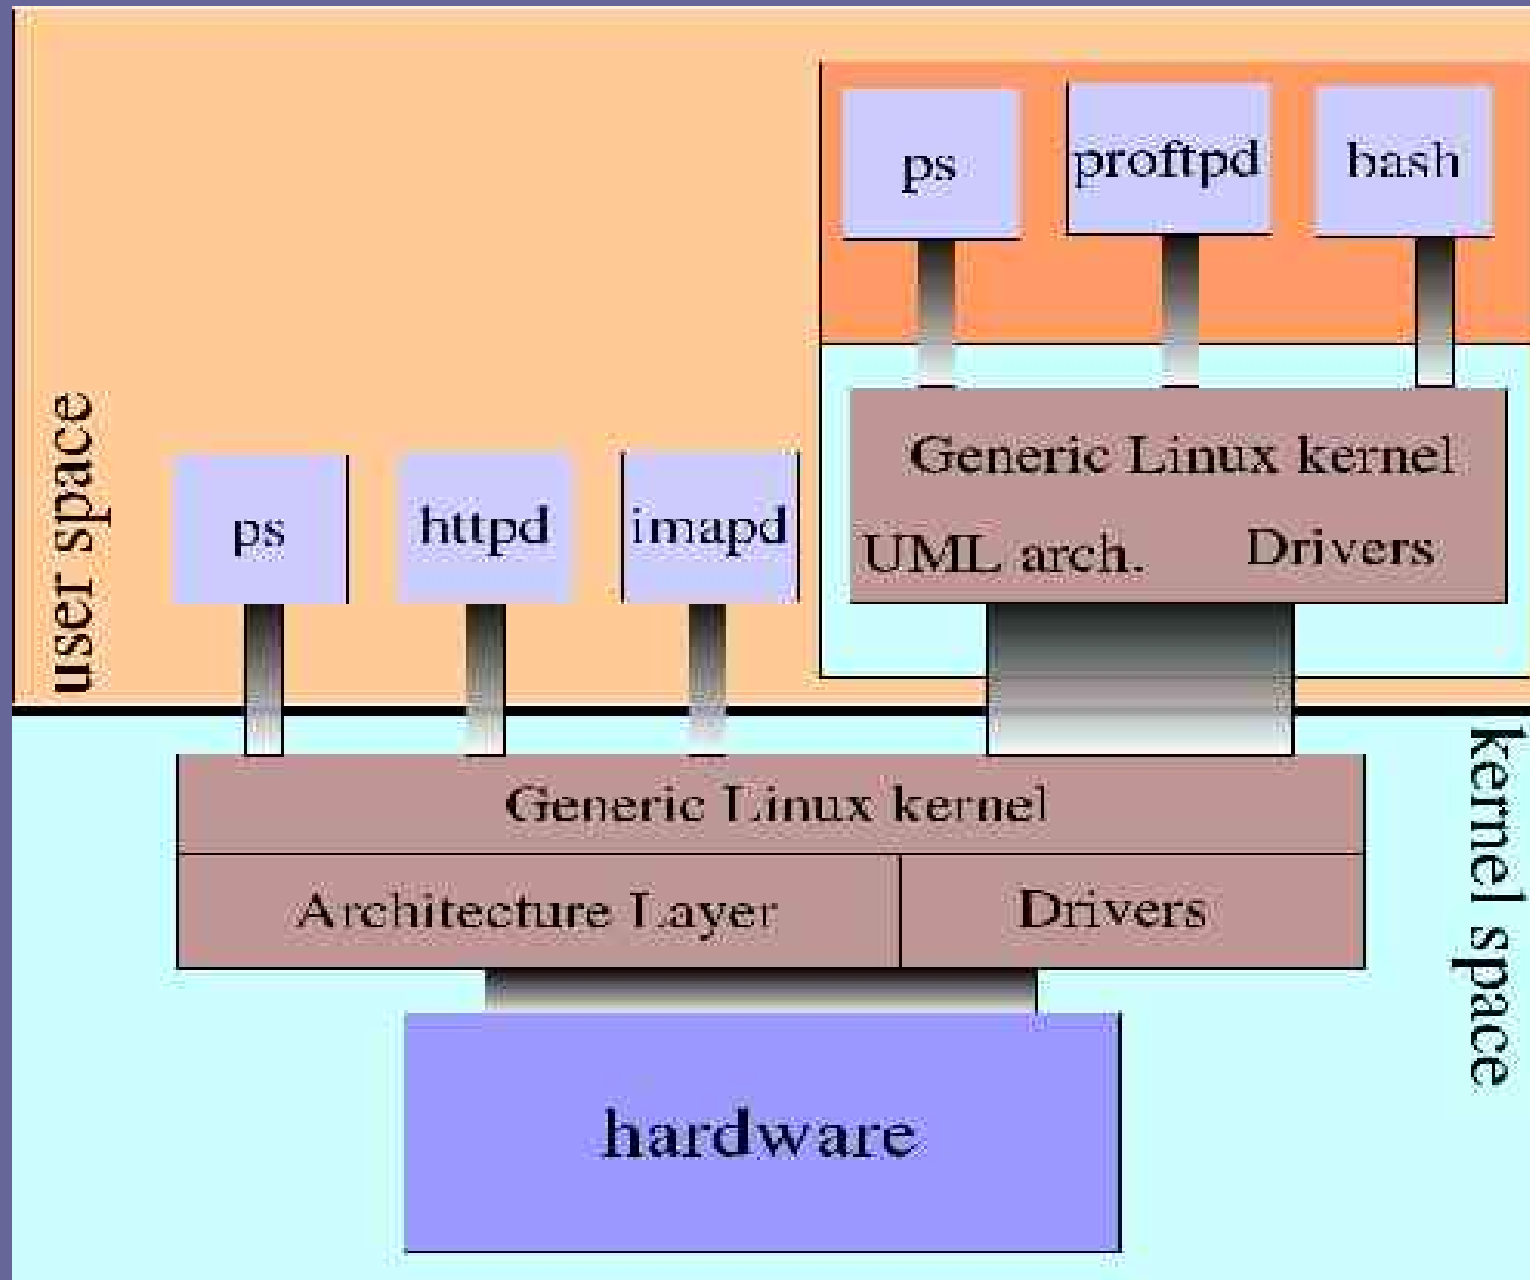 ps proftpd bash
Generic Linux kernel
UML arch. Drivers
user space
ps httpd imapd
kernel space
Generic Linux kernel
Architecture Layer Drivers
hardware